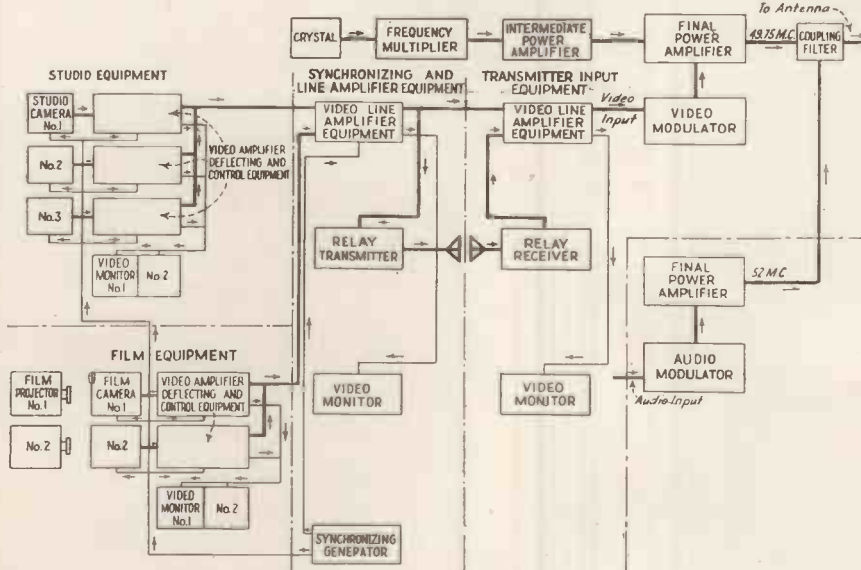 To Antenna
CRYSTAL
FREQUENCY
MULTIPLIER
INTERMEDIATE
POWER
AMPLIFIER
FINAL
POWER
AMPLIFIER
49.75 M.C.
COUPLING
FILTER
STUDIO EQUIPMENT
SYNCHRONIZING AND
LINE AMPLIFIER EQUIPMENT
TRANSMITTER INPUT
EQUIPMENT
STUDIO
CAMERA
No.1
VIDEO LINE
AMPLIFIER
EQUIPMENT
VIDEO LINE
AMPLIFIER
EQUIPMENT
Video
Input
VIDEO
MODULATOR
VIDEO AMPLIFIER
DEFLECTING AND
CONTROL EQUIPMENT
No.2
No.3
VIDEO
MONITOR
No.1
No.2
RELAY
TRANSMITTER
RELAY
RECEIVER
FINAL
POWER
AMPLIFIER
52 M.C.
FILM EQUIPMENT
FILM
PROJECTOR
No.1
FILM
CAMERA
No.1
VIDEO AMPLIFIER
DEFLECTING AND
CONTROL EQUIPMENT
VIDEO
MONITOR
VIDEO
MONITOR
AUDIO
MODULATOR
Audio-Input
No.2
No.2
VIDEO
MONITOR
No.1
No.2
SYNCHRONIZING
GENEPATOR